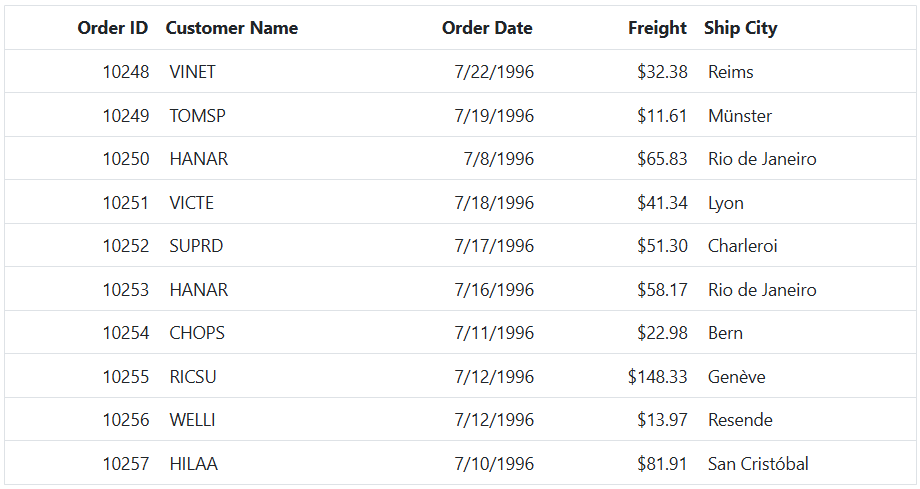 Order ID Customer Name Order Date Freight Ship City
10248 VINET 7/22/1996 $32.38 Reims
10249 TOMSP 7/19/1996 $11.61 Münster
10250 HANAR 7/8/1996 $65.83 Rio de Janeiro
10251 VICTE 7/18/1996 $41.34 Lyon
10252 SUPRD 7/17/1996 $51.30 Charleroi
10253 HANAR 7/16/1996 $58.17 Rio de Janeiro
10254 CHOPS 7/11/1996 $22.98 Bern
10255 RICSU 7/12/1996 $148.33 Genève
10256 WELLI 7/12/1996 $13.97 Resende
10257 HILAA 7/10/1996 $81.91 San Cristóbal